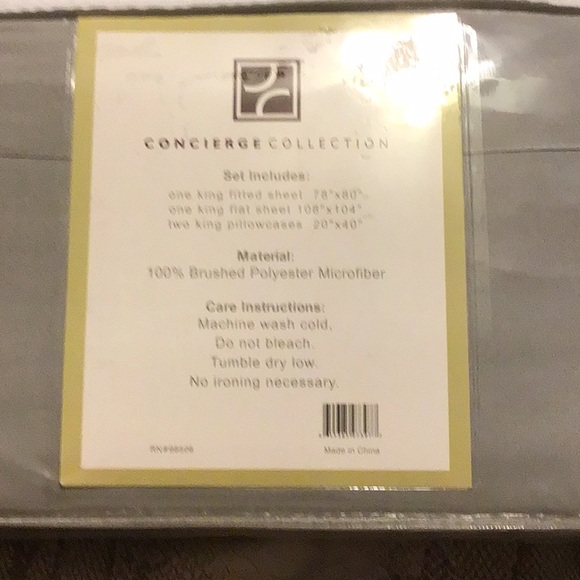 CONCIERGE COLLECTION
Set Includes:
one king fitted sheet 78"x80"
one king flat sheet 108"x104"
two king pillowcases 20"x40"
Material:
100% Brushed Polyester Microfiber
Care Instructions:
Machine wash cold.
Do not bleach.
Tumble dry low.
No ironing necessary.
Made in China